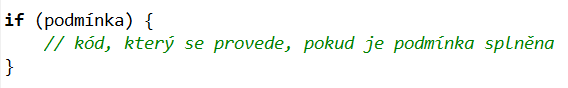 if (podmínka) {
    // kód, který se provede, pokud je podmínka splněna
}